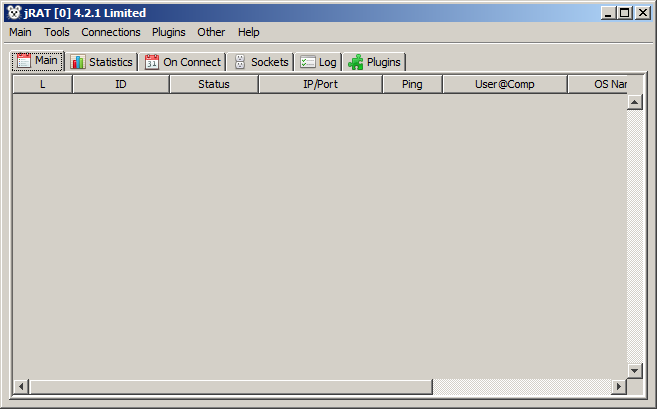 jRAT [0] 4.2.1 Limited
Main Tools Connections Plugins Other Help
Main Statistics 31 On Connect Sockets Log Plugins
L ID Status IP/Port Ping User@Comp OS Nar